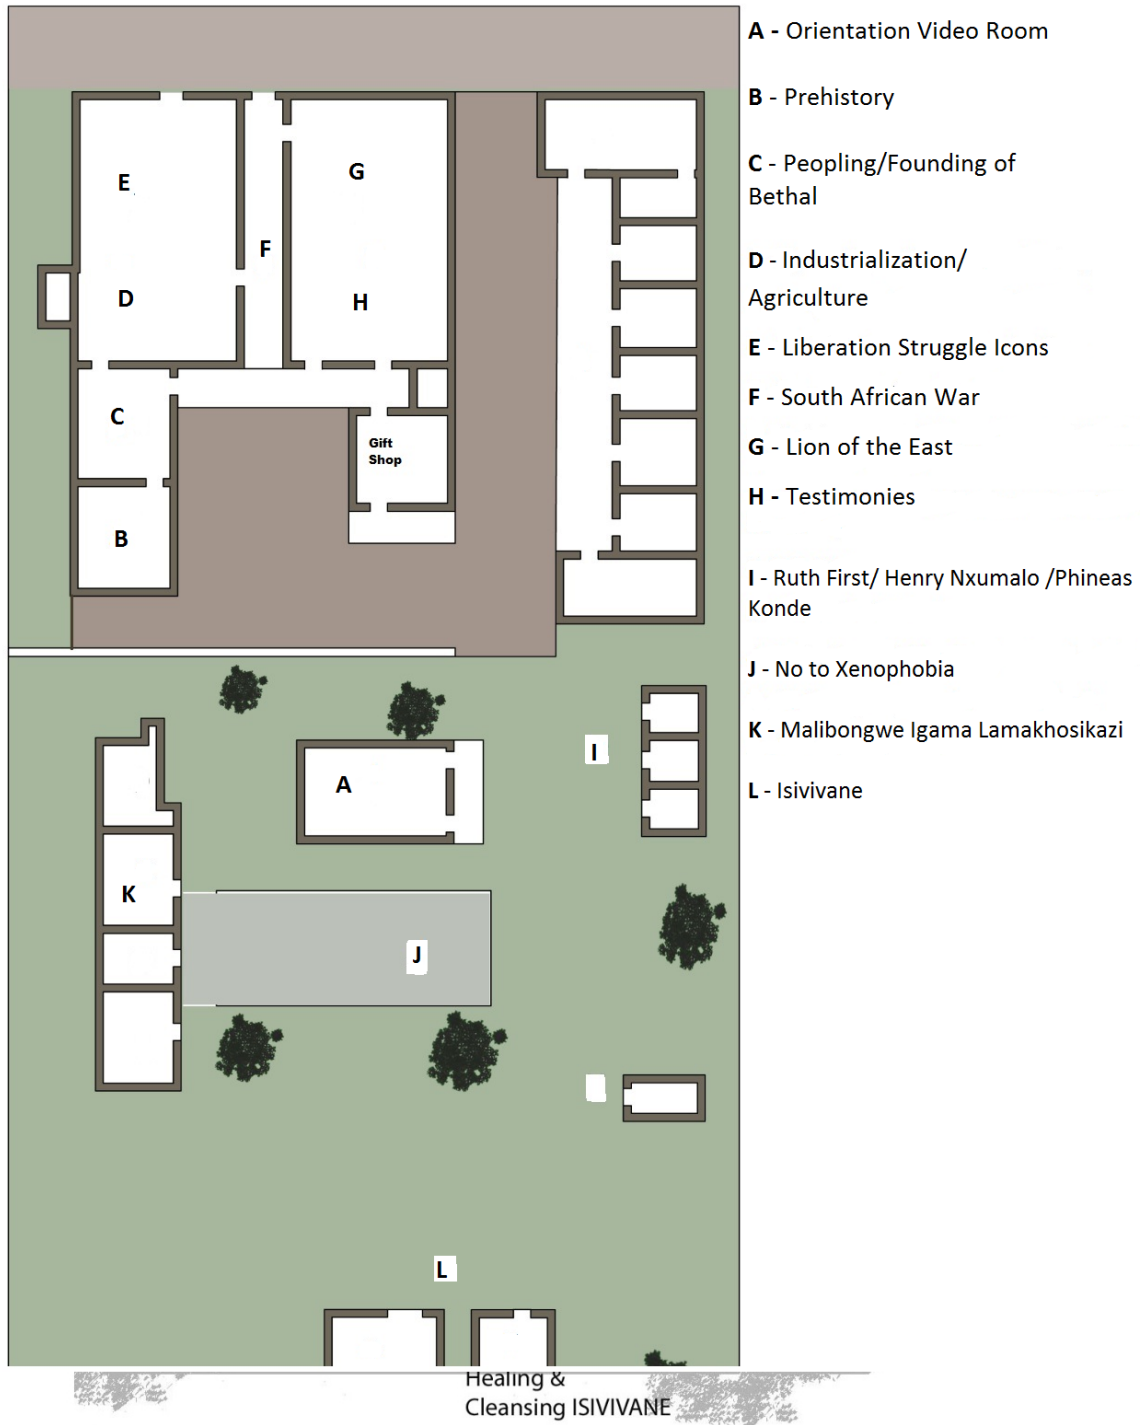 A - Orientation Video Room
B - Prehistory
C - Peopling/Founding of
Bethal
D - Industrialization/
Agriculture
E - Liberation Struggle Icons
F - South African War
G - Lion of the East
H - Testimonies
I - Ruth First/ Henry Nxumalo /Phineas
Konde
J - No to Xenophobia
K - Malibongwe Igama Lamakhosikazi
L - Isivivane
E
G
F
D
H
C
Gift
Shop
B
I
A
K
J
L
Healing &
Cleansing ISIVIVANE